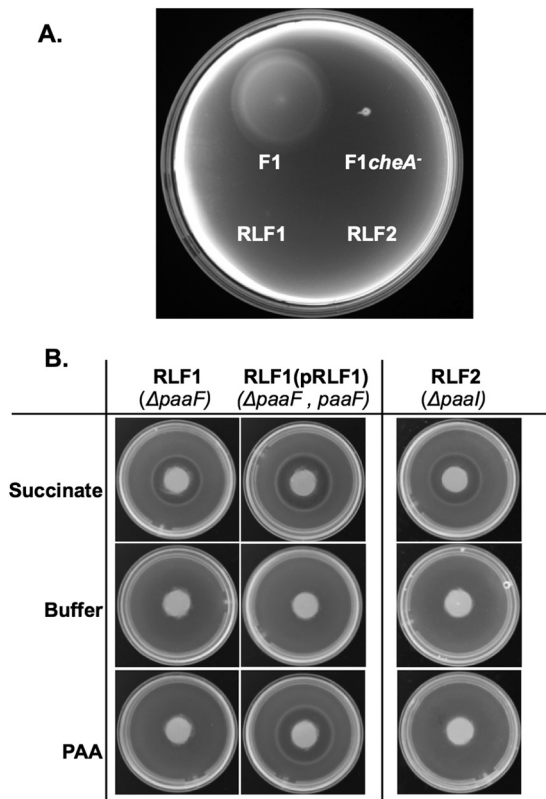 A.
F1
F1cheA-
RLF1
RLF2
B.
RLF1
(ΔpaaF)
RLF1(pRLF1)
(ΔpaaF , paaF)
RLF2
(ΔpaaI)
Succinate
Buffer
PAA